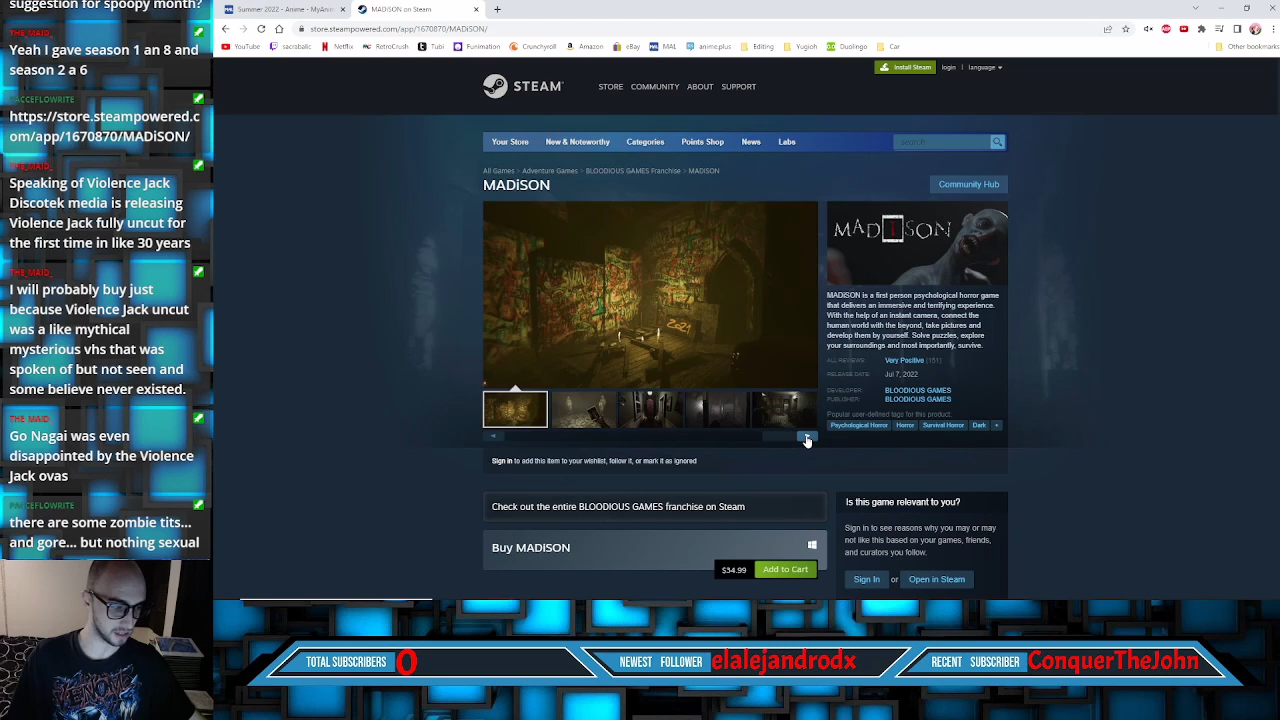 suggestion for spoopy month?
THE_MAID_
Yeah I gave season 1 an 8 and
season 2 a 6
https://store.steampowered.c
om/app/1670870/MADiSON/
THE_MAID_
Speaking of Violence Jack
Discotek media is releasing
Violence Jack fully uncut for
the first time in like 30 years
THE_MAID_
I will probably buy just
because Violence Jack uncut
was a like mythical
mysterious vhs that was
spoken of but not seen and
some believe never existed.
THE_MAID_
Go Nagai was even
disappointed by the Violence
Jack ovas
there are some zombie tits...
and gore... but nothing sexual
Summer 2022 - Anime - MyAnim
MADiSON on Steam
store.steampowered.com/app/1670870/MADiSON/
YouTube
sacrabalic
Netflix
RetroCrush
Tubi
Funimation
Crunchyroll
Amazon
eBay
MAL
anime.plus
Editing
Yugioh
Duolingo
Car
Other bookmarks
Install Steam
login | language
STEAM
STORE COMMUNITY ABOUT SUPPORT
Your Store New & Noteworthy Categories Points Shop News Labs
search
All Games > Adventure Games > BLOODIOUS GAMES Franchise > MADiSON
MADiSON
Community Hub
2021
MADISON
MADiSON is a first person psychological horror game
that delivers an immersive and terrifying experience.
With the help of an instant camera, connect the
human world with the beyond, take pictures and
develop them by yourself. Solve puzzles, explore
your surroundings and most importantly, survive.
ALL REVIEWS: Very Positive (151)
RELEASE DATE: Jul 7, 2022
DEVELOPER: BLOODIOUS GAMES
PUBLISHER: BLOODIOUS GAMES
Popular user-defined tags for this product:
Psychological Horror Horror Survival Horror Dark +
Sign in to add this item to your wishlist, follow it, or mark it as ignored
Check out the entire BLOODIOUS GAMES franchise on Steam
Buy MADiSON
$34.99
Add to Cart
Is this game relevant to you?
Sign in to see reasons why you may or may
not like this based on your games, friends,
and curators you follow.
Sign In or Open in Steam
TOTAL SUBSCRIBERS 0
NEWEST FOLLOWER elalejandrodx
RECENT SUBSCRIBER ConquerTheJohn